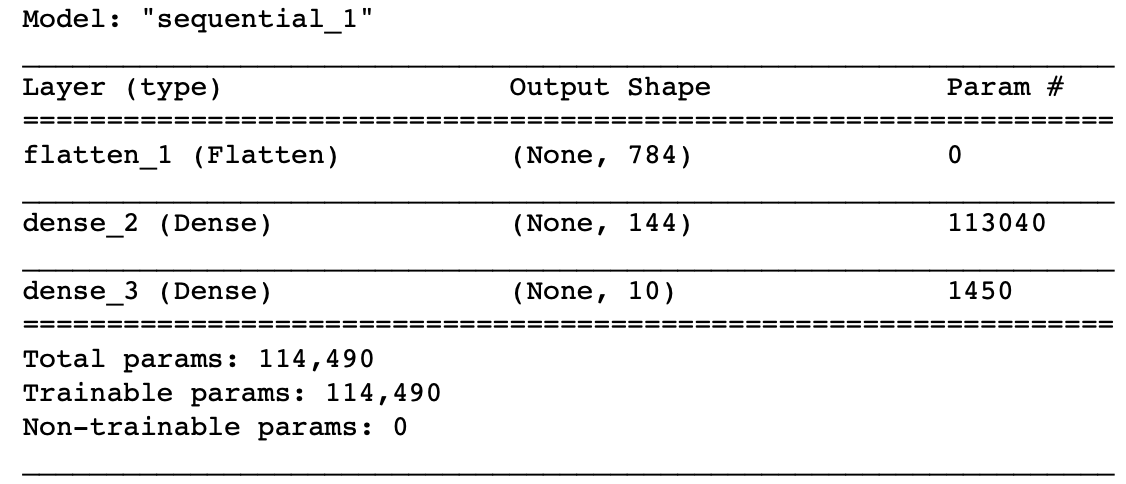 Model: "sequential_1"
Layer (type) Output Shape Param #
flatten_1 (Flatten) (None, 784) 0
dense_2 (Dense) (None, 144) 113040
dense_3 (Dense) (None, 10) 1450
Total params: 114,490
Trainable params: 114,490
Non-trainable params: 0